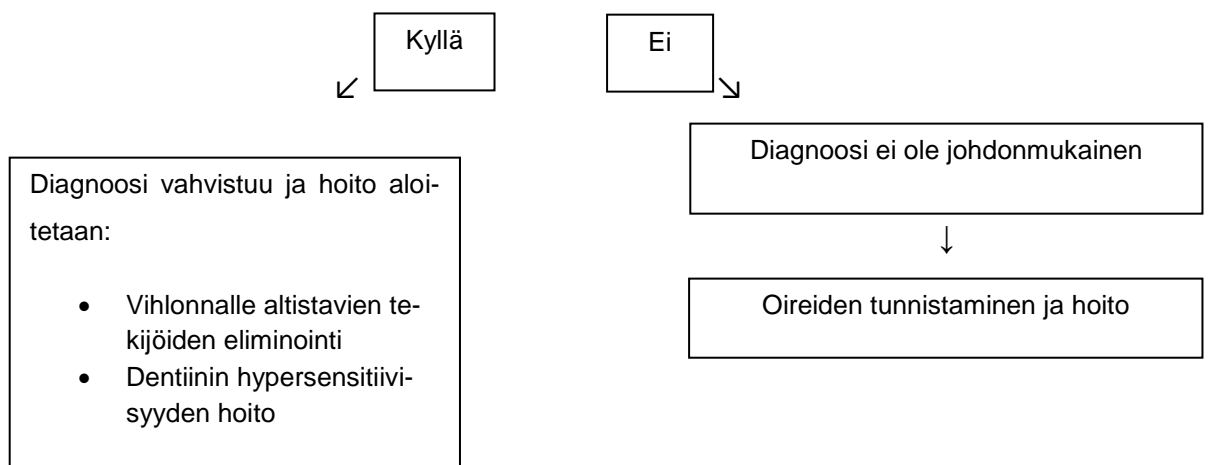 Kyllä
Ei
Diagnoosi vahvistuu ja hoito aloi-
tetaan:
• Vihlonnalle altistavien te-
kijöiden eliminointi
• Dentiinin hypersensitiivi-
syyden hoito
Diagnoosi ei ole johdonmukainen
Oireiden tunnistaminen ja hoito